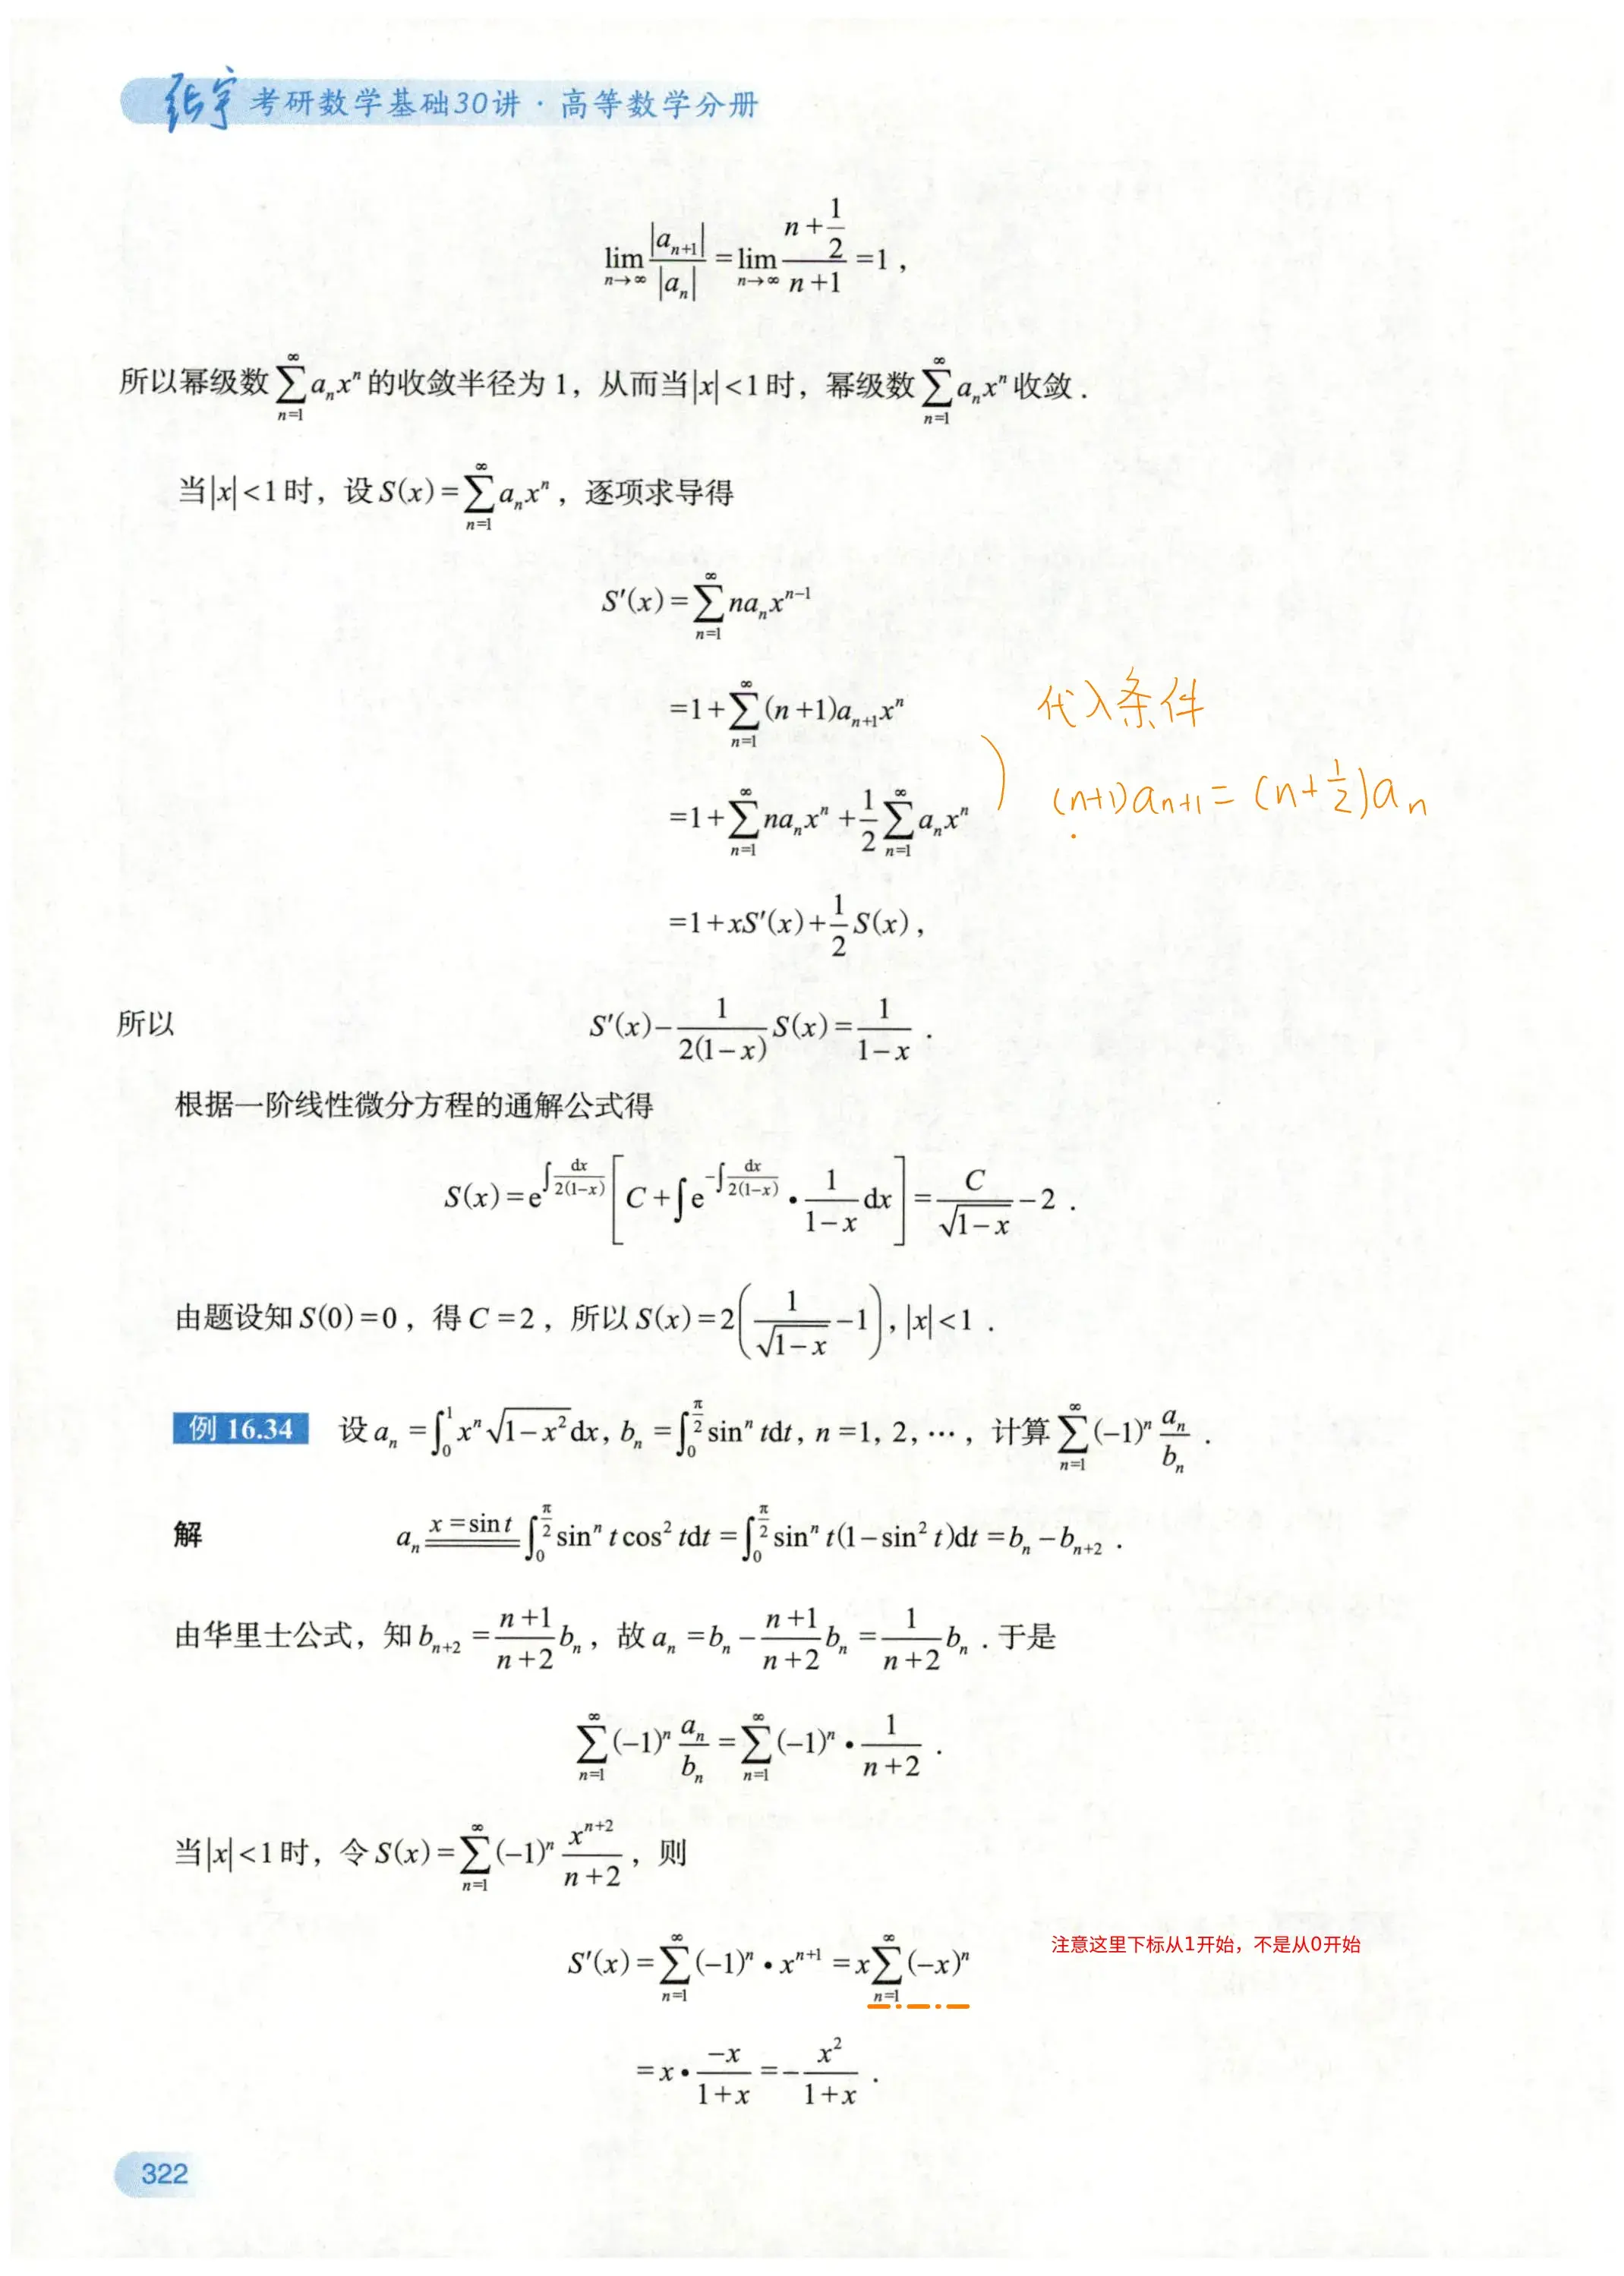 张宇 考研数学基础30讲·高等数学分册
$\lim_{n\to\infty}\frac{|a_{n+1}|}{|a_n|}=\lim_{n\to\infty}\frac{n+\frac{1}{2}}{n+1}=1$，
所以幂级数$\sum_{n=1}^{\infty}a_nx^n$的收敛半径为1，从而当$|x|<1$时，幂级数$\sum_{n=1}^{\infty}a_nx^n$收敛．
当$|x|<1$时，设$S(x)=\sum_{n=1}^{\infty}a_nx^n$，逐项求导得
$S'(x)=\sum_{n=1}^{\infty}na_nx^{n-1}$
$=1+\sum_{n=1}^{\infty}(n+1)a_{n+1}x^n$
代入条件
$=1+\sum_{n=1}^{\infty}na_nx^n+\frac{1}{2}\sum_{n=1}^{\infty}a_nx^n$
$(n+1)a_{n+1}=(n+\frac{1}{2})a_n$
$=1+xS'(x)+\frac{1}{2}S(x)$，
所以 $S'(x)-\frac{1}{2(1-x)}S(x)=\frac{1}{1-x}$．
根据一阶线性微分方程的通解公式得
$S(x)=e^{\int\frac{dx}{2(1-x)}}\left[C+\int e^{-\int\frac{dx}{2(1-x)}}\cdot\frac{1}{1-x}dx\right]=\frac{C}{\sqrt{1-x}}-2$．
由题设知$S(0)=0$，得$C=2$，所以$S(x)=2\left(\frac{1}{\sqrt{1-x}}-1\right),|x|<1$．
例 16.34 设$a_n=\int_0^1x^n\sqrt{1-x^2}dx,b_n=\int_0^{\frac{\pi}{2}}\sin^n tdt,n=1,2,\cdots$，计算$\sum_{n=1}^{\infty}(-1)^n\frac{a_n}{b_n}$．
解 $a_n\overset{x=\sin t}{=}\int_0^{\frac{\pi}{2}}\sin^n t\cos^2 tdt=\int_0^{\frac{\pi}{2}}\sin^n t(1-\sin^2 t)dt=b_n-b_{n+2}$．
由华里士公式，知$b_{n+2}=\frac{n+1}{n+2}b_n$，故$a_n=b_n-\frac{n+1}{n+2}b_n=\frac{1}{n+2}b_n$．于是
$\sum_{n=1}^{\infty}(-1)^n\frac{a_n}{b_n}=\sum_{n=1}^{\infty}(-1)^n\cdot\frac{1}{n+2}$．
当$|x|<1$时，令$S(x)=\sum_{n=1}^{\infty}(-1)^n\frac{x^{n+2}}{n+2}$，则
$S'(x)=\sum_{n=1}^{\infty}(-1)^n\cdot x^{n+1}=x\sum_{n=1}^{\infty}(-x)^n$
注意这里下标从1开始，不是从0开始
$=x\cdot\frac{-x}{1+x}=-\frac{x^2}{1+x}$．
322